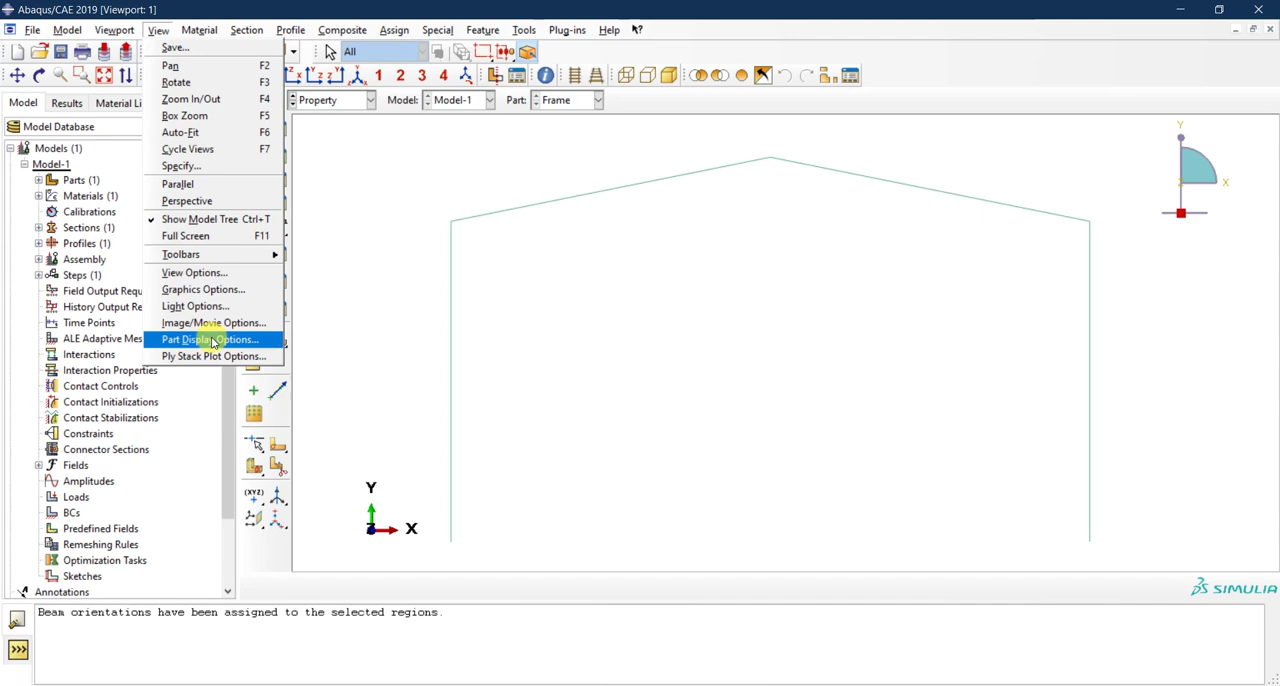 Abaqus/CAE 2019 [Viewport: 1]
File Model Viewport View Material Section Profile Composite Assign Special Feature Tools Plug-ins Help
All
1 2 3 4
Model Results Material Li
Property Model: Model-1 Part: Frame
Save...
Pan F2
Rotate F3
Zoom In/Out F4
Box Zoom F5
Auto-Fit F6
Cycle Views F7
Specify...
Parallel
Perspective
Show Model Tree Ctrl+T
Full Screen F11
Toolbars
View Options...
Graphics Options...
Light Options...
Image/Movie Options...
Part Display Options...
Ply Stack Plot Options...
Model Database
Models (1)
Model-1
Parts (1)
Materials (1)
Calibrations
Sections (1)
Profiles (1)
Assembly
Steps (1)
Field Output Requ
History Output Re
Time Points
ALE Adaptive Mes
Interactions
Interaction Properties
Contact Controls
Contact Initializations
Contact Stabilizations
Constraints
Connector Sections
Fields
Amplitudes
Loads
BCs
Predefined Fields
Remeshing Rules
Optimization Tasks
Sketches
Annotations
(XYZ)
Y
X
Z
Y
X
Z
SIMULIA
Beam orientations have been assigned to the selected regions.
>>>